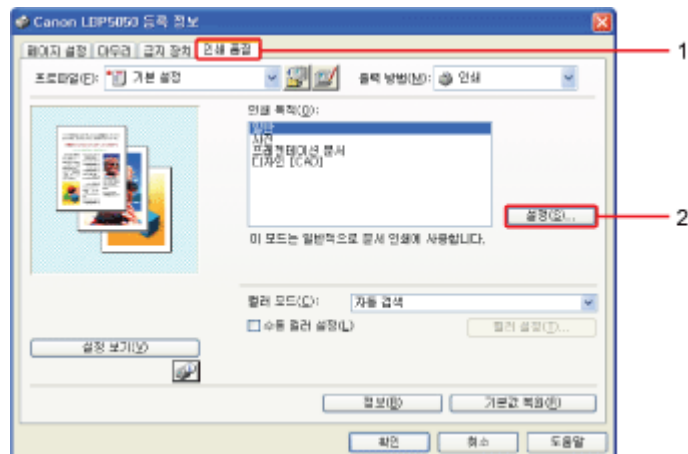 Canon LBP5050 등록 정보
페이지 설정 마무리 급지 장치 인쇄 품질
1
프로파일(F): 기본 설정 출력 방법(M): 인쇄
인쇄 목적(O):
일반
사진
프레젠테이션 문서
디자인 [CAD]
설정(S)...
2
이 모드는 일반적으로 문서 인쇄에 사용합니다.
컬러 모드(C): 자동 검색
수동 컬러 설정(L) 컬러 설정(T)...
설정 보기(V)
정보(B) 기본값 복원(R)
확인 취소 도움말